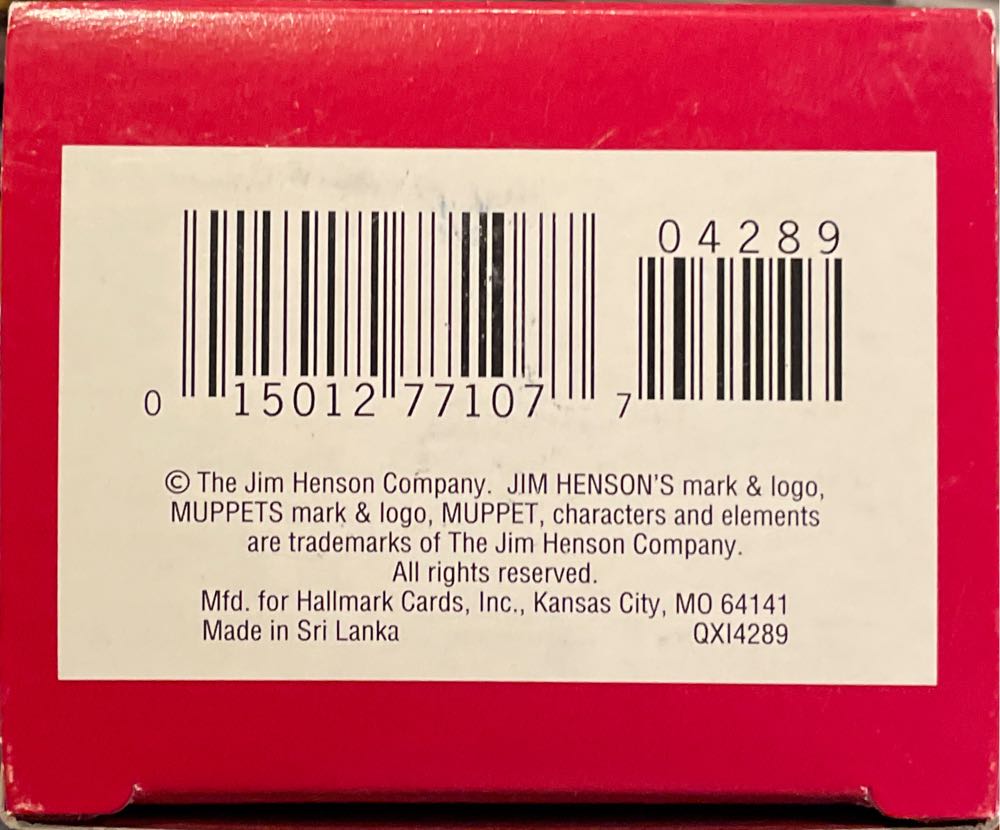 04289
0 15012 77107 7
© The Jim Henson Company. JIM HENSON'S mark & logo,
MUPPETS mark & logo, MUPPET, characters and elements
are trademarks of The Jim Henson Company.
All rights reserved.
Mfd. for Hallmark Cards, Inc., Kansas City, MO 64141
Made in Sri Lanka QXI4289